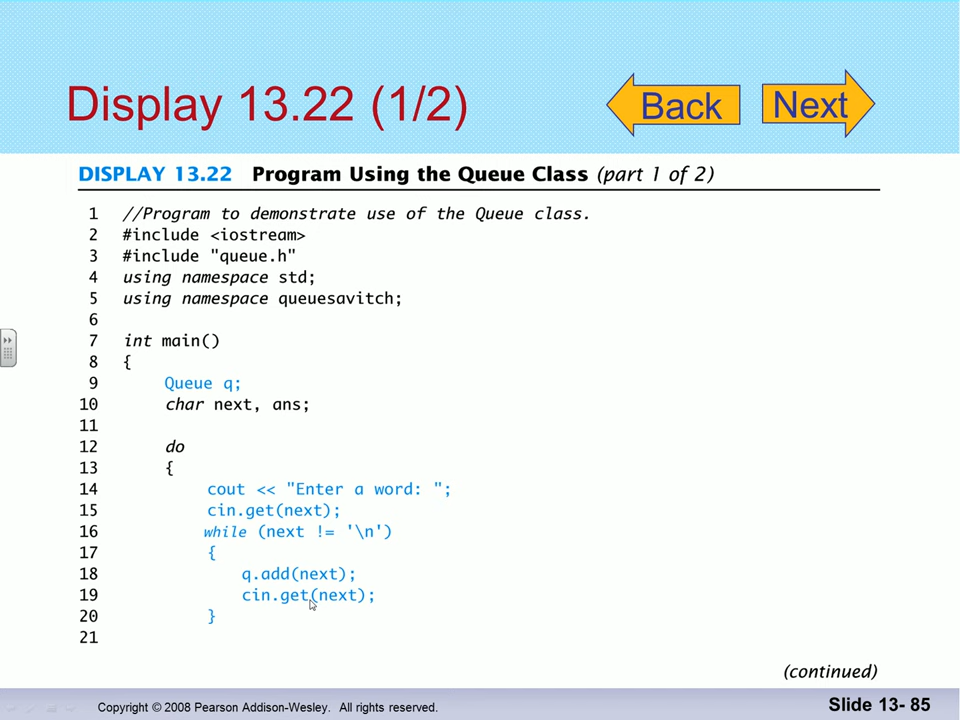 Display 13.22 (1/2)
Back
Next
DISPLAY 13.22 Program Using the Queue Class (part 1 of 2)
1 //Program to demonstrate use of the Queue class.
2 #include <iostream>
3 #include "queue.h"
4 using namespace std;
5 using namespace queuesavitch;
6
7 int main()
8 {
9 Queue q;
10 char next, ans;
11
12 do
13 {
14 cout << "Enter a word: ";
15 cin.get(next);
16 while (next != '\n')
17 {
18 q.add(next);
19 cin.get(next);
20 }
21
(continued)
Copyright © 2008 Pearson Addison-Wesley. All rights reserved.
Slide 13- 85